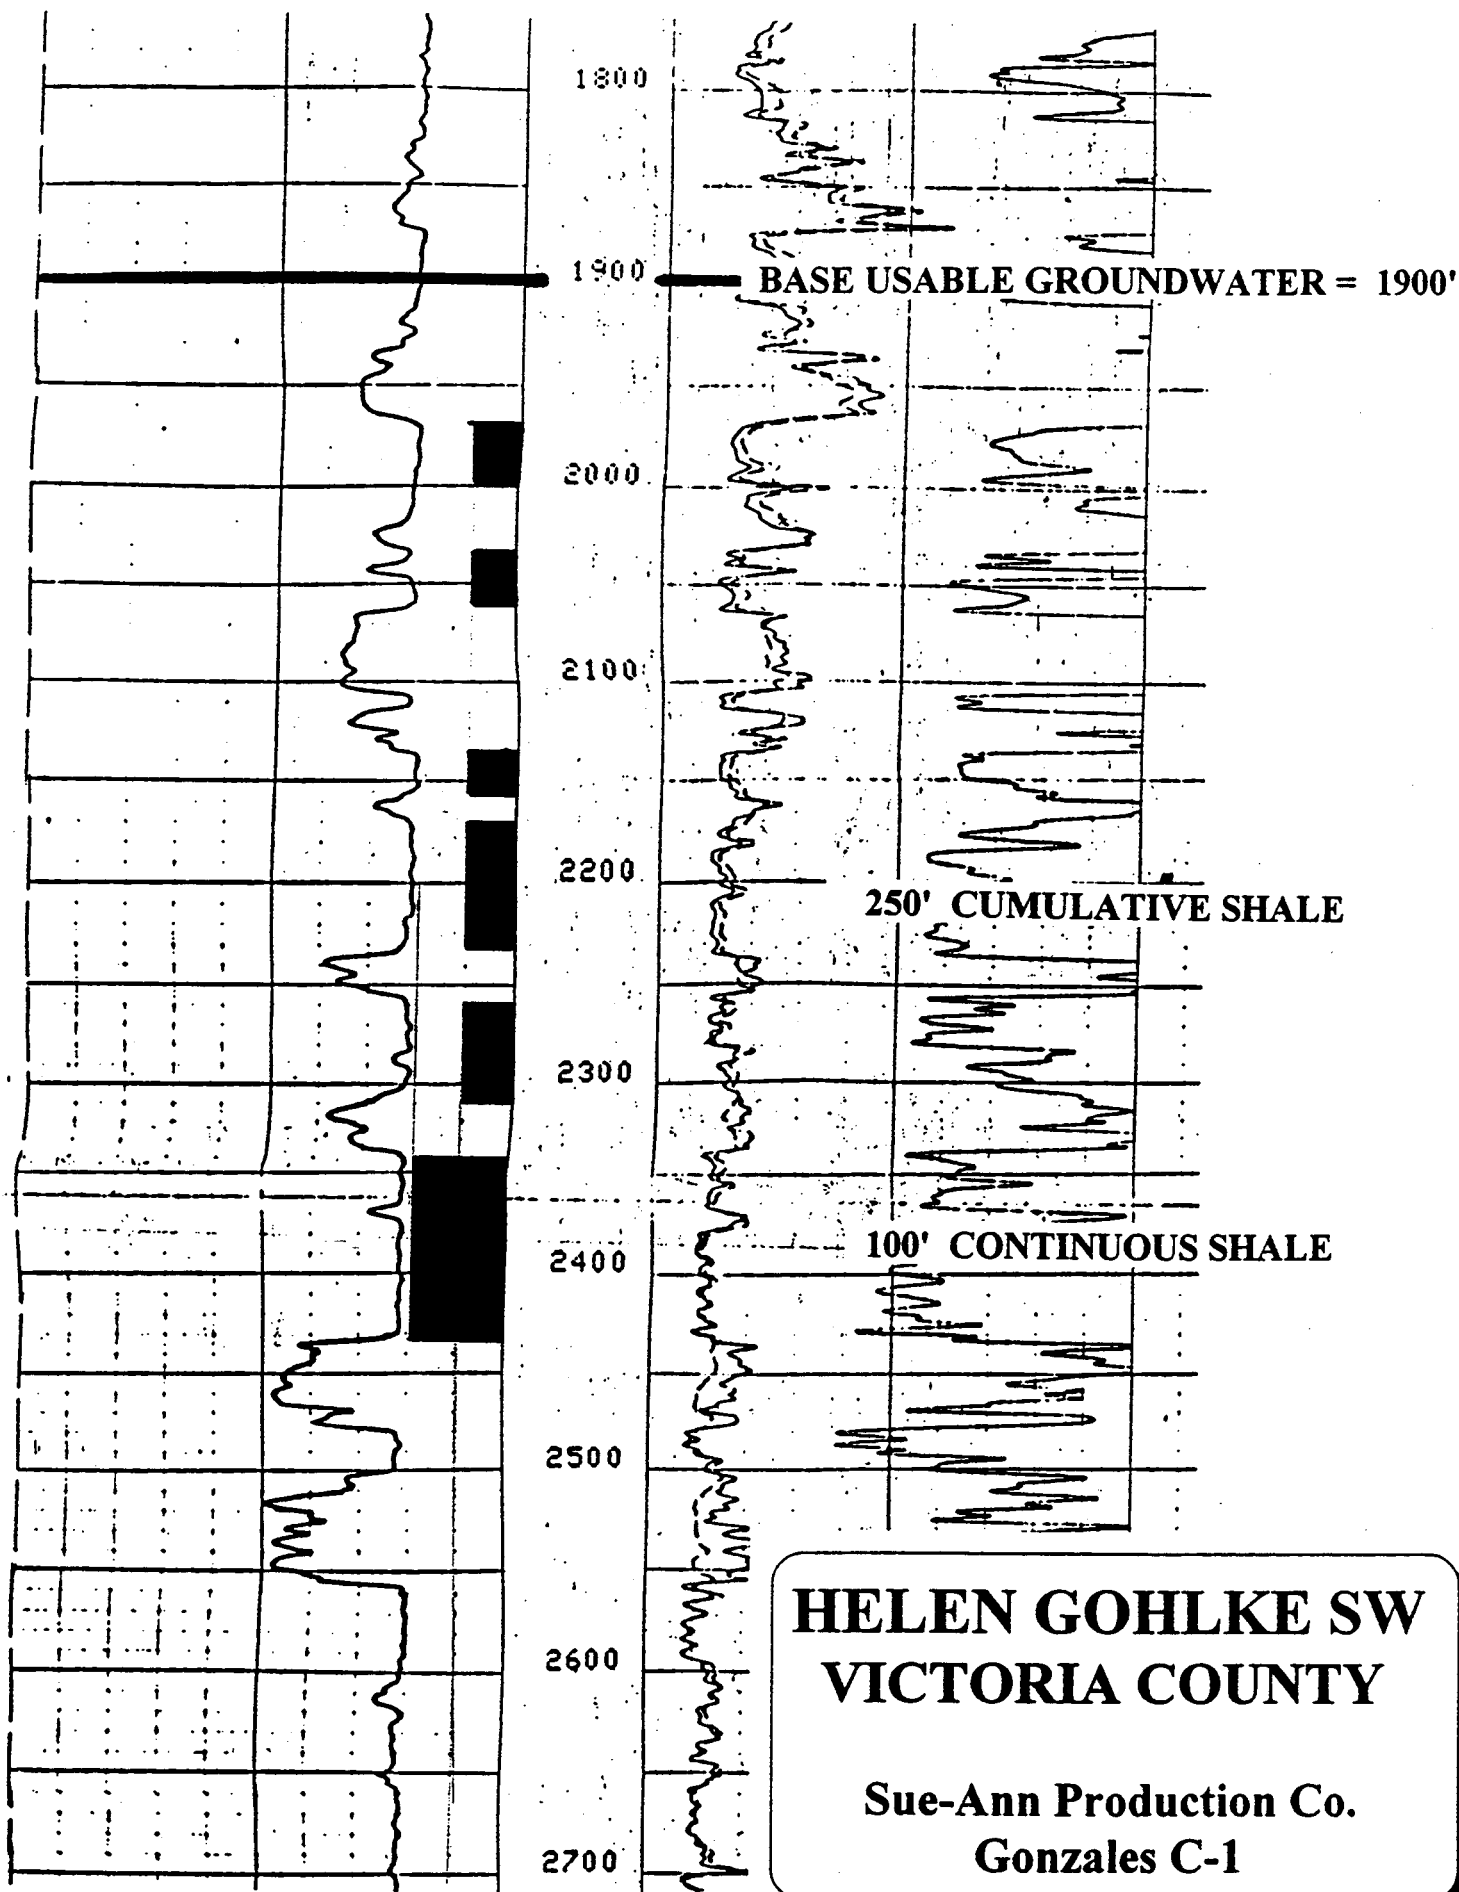 1800
1900
BASE USABLE GROUNDWATER = 1900'
2000
2100
2200
250' CUMULATIVE SHALE
2300
100' CONTINUOUS SHALE
2400
2500
2600
2700
HELEN GOHLKE SW
VICTORIA COUNTY
Sue-Ann Production Co.
Gonzales C-1